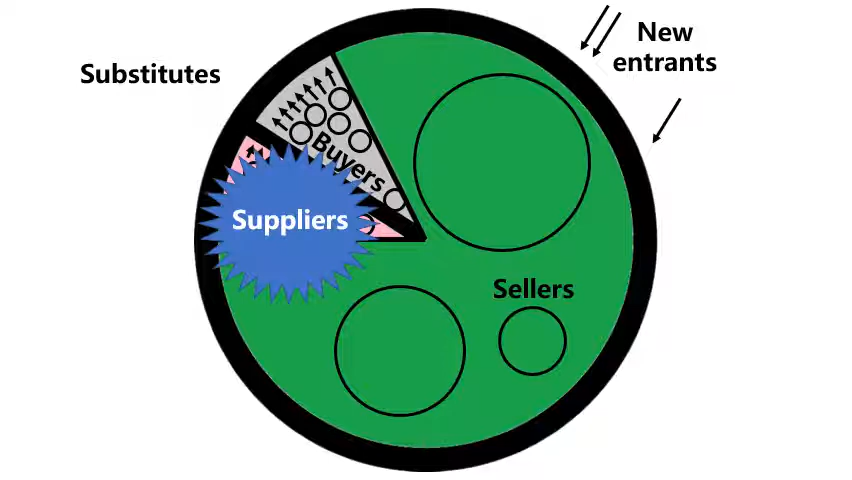 Substitutes
New
entrants
Buyers
Suppliers
Sellers